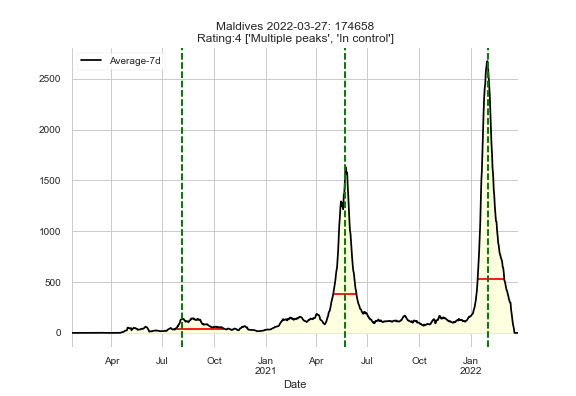 Maldives 2022-03-27: 174658
Rating:4 ['Multiple peaks', 'In control']
Average-7d
2500
2000
1500
1000
500
0
Apr Jul Oct Jan Apr Jul Oct Jan
2021 2022
Date